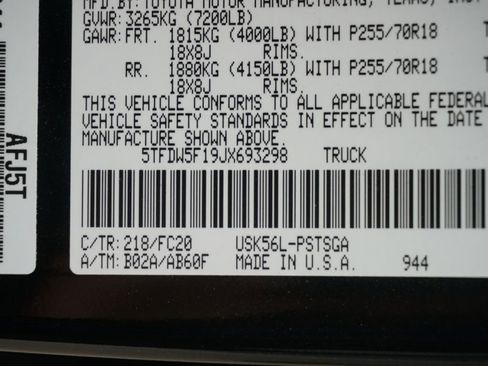 MFD.BY:TOYOTA MOTOR MANUFACTURING, TEXAS, INC.
GVWR: 3265KG (7200LB)
GAWR: FRT. 1815KG (4000LB) WITH P255/70R18
18X8J RIMS.
RR. 1880KG (4150LB) WITH P255/70R18
18X8J RIMS.
THIS VEHICLE CONFORMS TO ALL APPLICABLE FEDERAL
VEHICLE SAFETY STANDARDS IN EFFECT ON THE DATE
MANUFACTURE SHOWN ABOVE.
5TFDW5F19JX693298 TRUCK
C/TR: 218/FC20 USK56L-PSTSGA
A/TM: B02A/AB60F MADE IN U.S.A. 944
AFJ5T